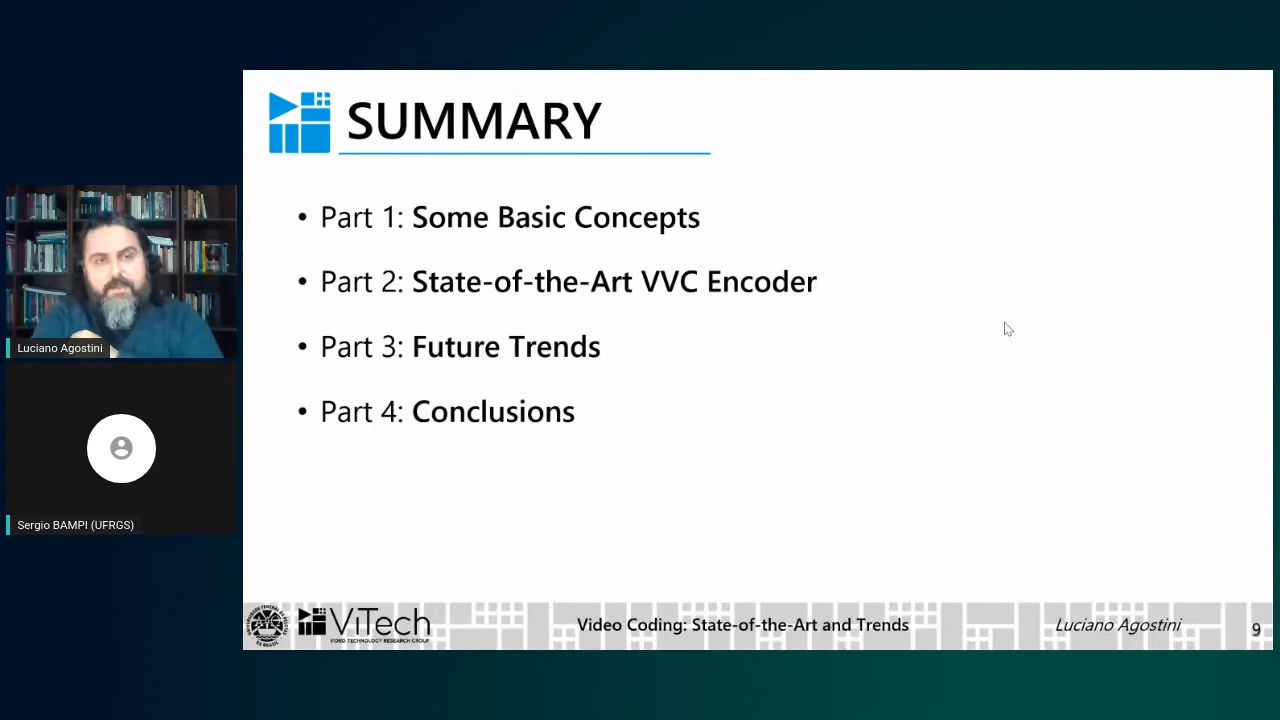 SUMMARY
• Part 1: Some Basic Concepts
• Part 2: State-of-the-Art VVC Encoder
• Part 3: Future Trends
• Part 4: Conclusions
Luciano Agostini
Sergio BAMPI (UFRGS)
ViTech
VIDEO TECHNOLOGY RESEARCH GROUP
Video Coding: State-of-the-Art and Trends
Luciano Agostini
9